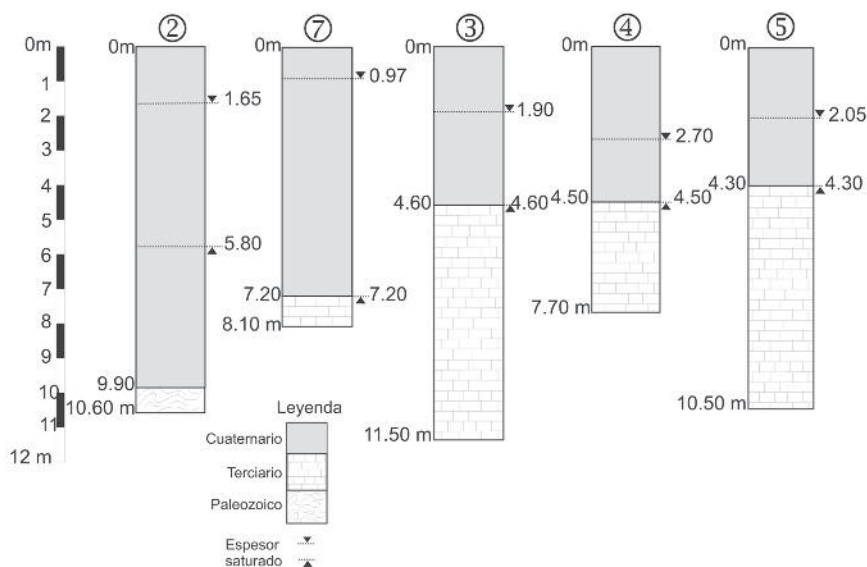 ② ⑦ ③ ④ ⑤
0m 0m 0m 0m 0m 0m
0.97
1
1.65
1.90
2
2.05
2.70
3
4
4.30 4.30
4.50 4.50
4.60 4.60
5
5.80
6
7
7.20 7.20
7.70 m
8
8.10 m
9
9.90
10
10.50 m
10.60 m
11
11.50 m
12 m
Leyenda
Cuaternario
Terciario
Paleozoico
Espesor
saturado